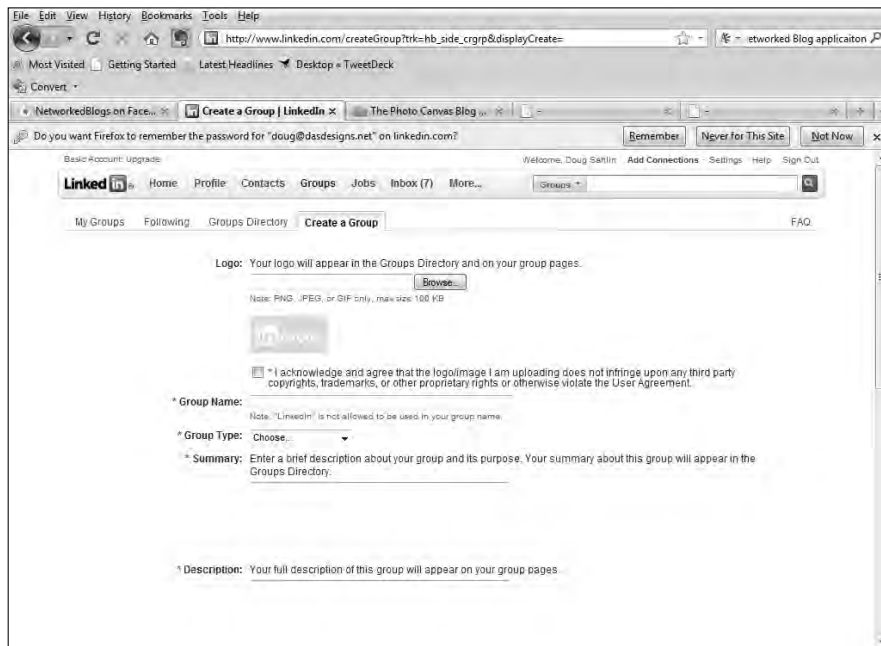 File Edit View History Bookmarks Tools Help
http://www.linkedin.com/createGroup?trk=hb_side_crgrp&displayCreate=
etworked Blog applicaiton
Most Visited Getting Started Latest Headlines Desktop = TweetDeck
Convert
NetworkedBlogs on Face... Create a Group | LinkedIn The Photo Canvas Blog ...
Do you want Firefox to remember the password for "doug@dasdesigns.net" on linkedin.com? Remember Never for This Site Not Now
Basic Account: Upgrade Welcome, Doug Sahlin Add Connections Settings Help Sign Out
Linked in Home Profile Contacts Groups Jobs Inbox (7) More... Groups
My Groups Following Groups Directory Create a Group FAQ
Logo: Your logo will appear in the Groups Directory and on your group pages.
Browse...
Note: PNG, JPEG, or GIF only, max size 100 KB
* I acknowledge and agree that the logo/image I am uploading does not infringe upon any third party
copyrights, trademarks, or other proprietary rights or otherwise violate the User Agreement.
* Group Name:
Note: "LinkedIn" is not allowed to be used in your group name.
* Group Type: Choose...
* Summary: Enter a brief description about your group and its purpose. Your summary about this group will appear in the
Groups Directory.
* Description: Your full description of this group will appear on your group pages.